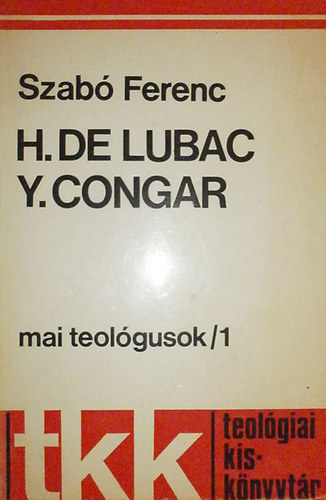 Szabó Ferenc
H. DE LUBAC
Y. CONGAR
mai teológusok/1
tkk
teológiai
kis-
könyvtár